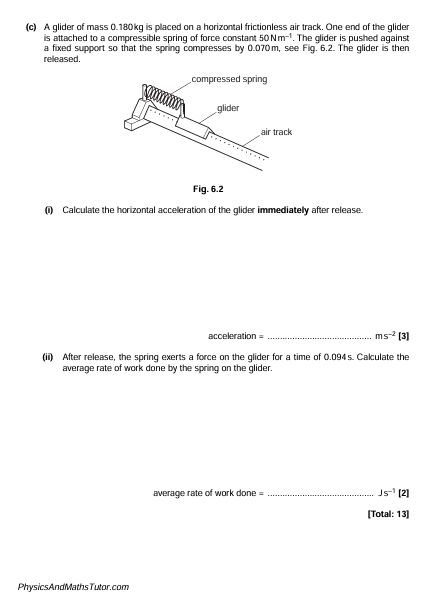 (c) A glider of mass 0.180 kg is placed on a horizontal frictionless air track. One end of the glider
is attached to a compressible spring of force constant 50 N m⁻¹. The glider is pushed against
a fixed support so that the spring compresses by 0.070 m, see Fig. 6.2. The glider is then
released.
compressed spring
glider
air track
Fig. 6.2
(i) Calculate the horizontal acceleration of the glider immediately after release.
acceleration = .......................................... m s⁻² [3]
(ii) After release, the spring exerts a force on the glider for a time of 0.094 s. Calculate the
average rate of work done by the spring on the glider.
average rate of work done = ........................................... J s⁻¹ [2]
[Total: 13]
PhysicsAndMathsTutor.com